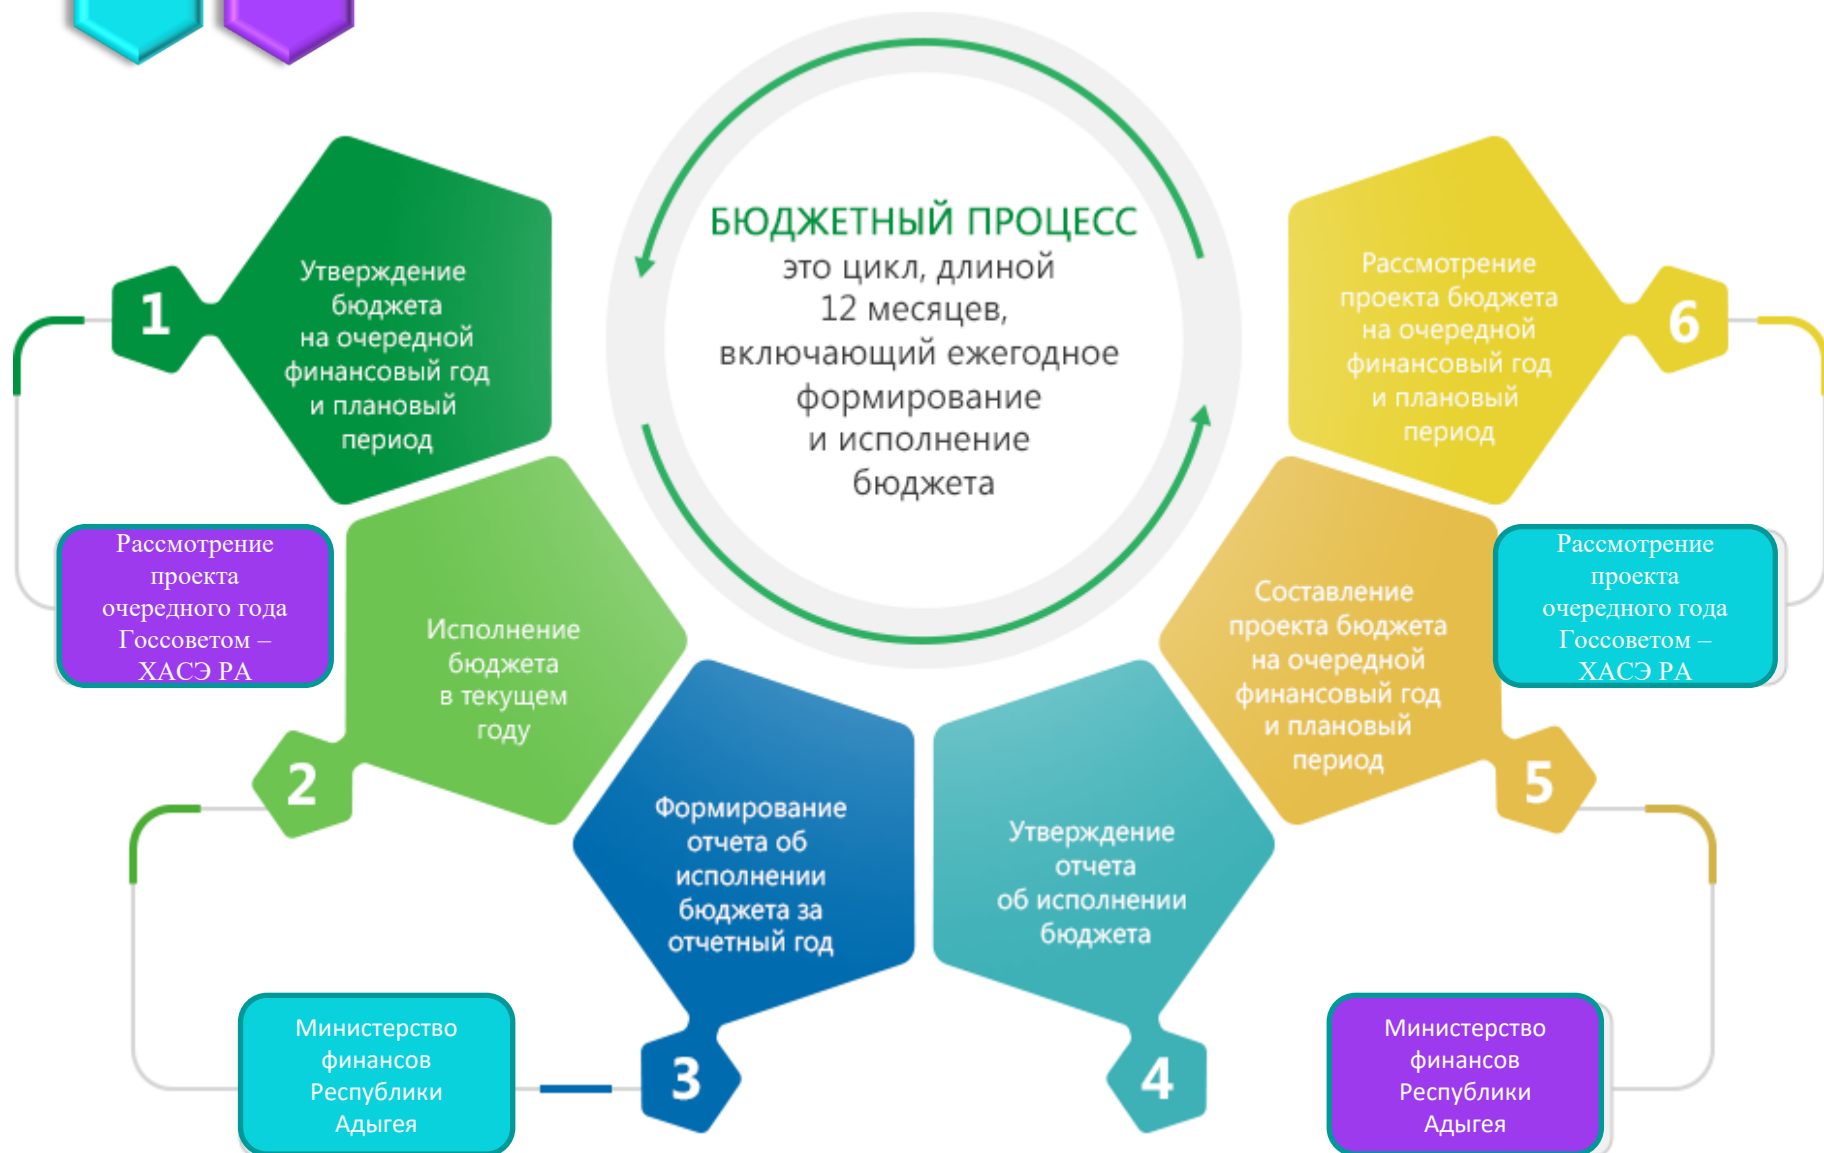 БЮДЖЕТНЫЙ ПРОЦЕСС
это цикл, длиной
12 месяцев,
включающий ежегодное
формирование
и исполнение
бюджета
1
Утверждение
бюджета
на очередной
финансовый год
и плановый
период
Рассмотрение
проекта
очередного года
Госсоветом –
ХАСЭ РА
2
Исполнение
бюджета
в текущем
году
Министерство
финансов
Республики
Адыгея
3
Формирование
отчета об
исполнении
бюджета за
отчетный год
4
Утверждение
отчета
об исполнении
бюджета
5
Составление
проекта бюджета
на очередной
финансовый год
и плановый
период
Министерство
финансов
Республики
Адыгея
6
Рассмотрение
проекта бюджета
на очередной
финансовый год
и плановый
период
Рассмотрение
проекта
очередного года
Госсоветом –
ХАСЭ РА